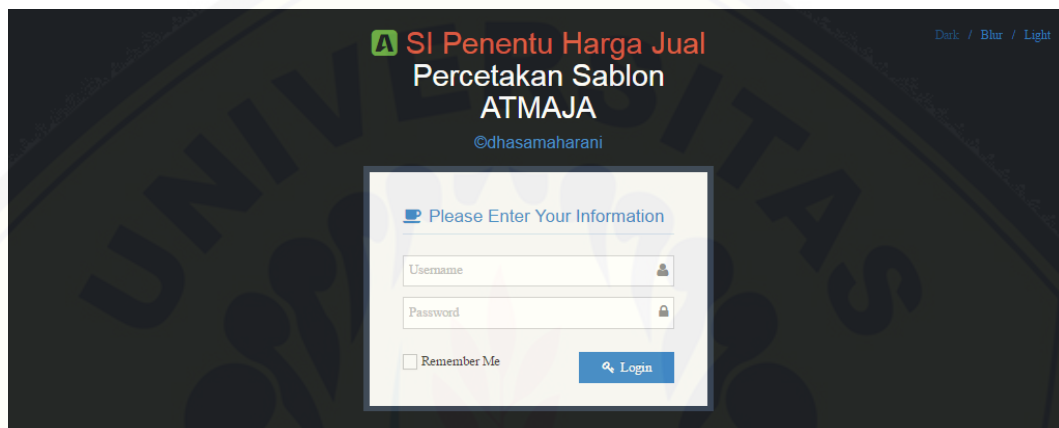 A SI Penentu Harga Jual
Dark / Blur / Light
Percetakan Sablon
ATMAJA
©dhasamaharani
Please Enter Your Information
Username
Password
Remember Me
Login
UNIVERSITAS